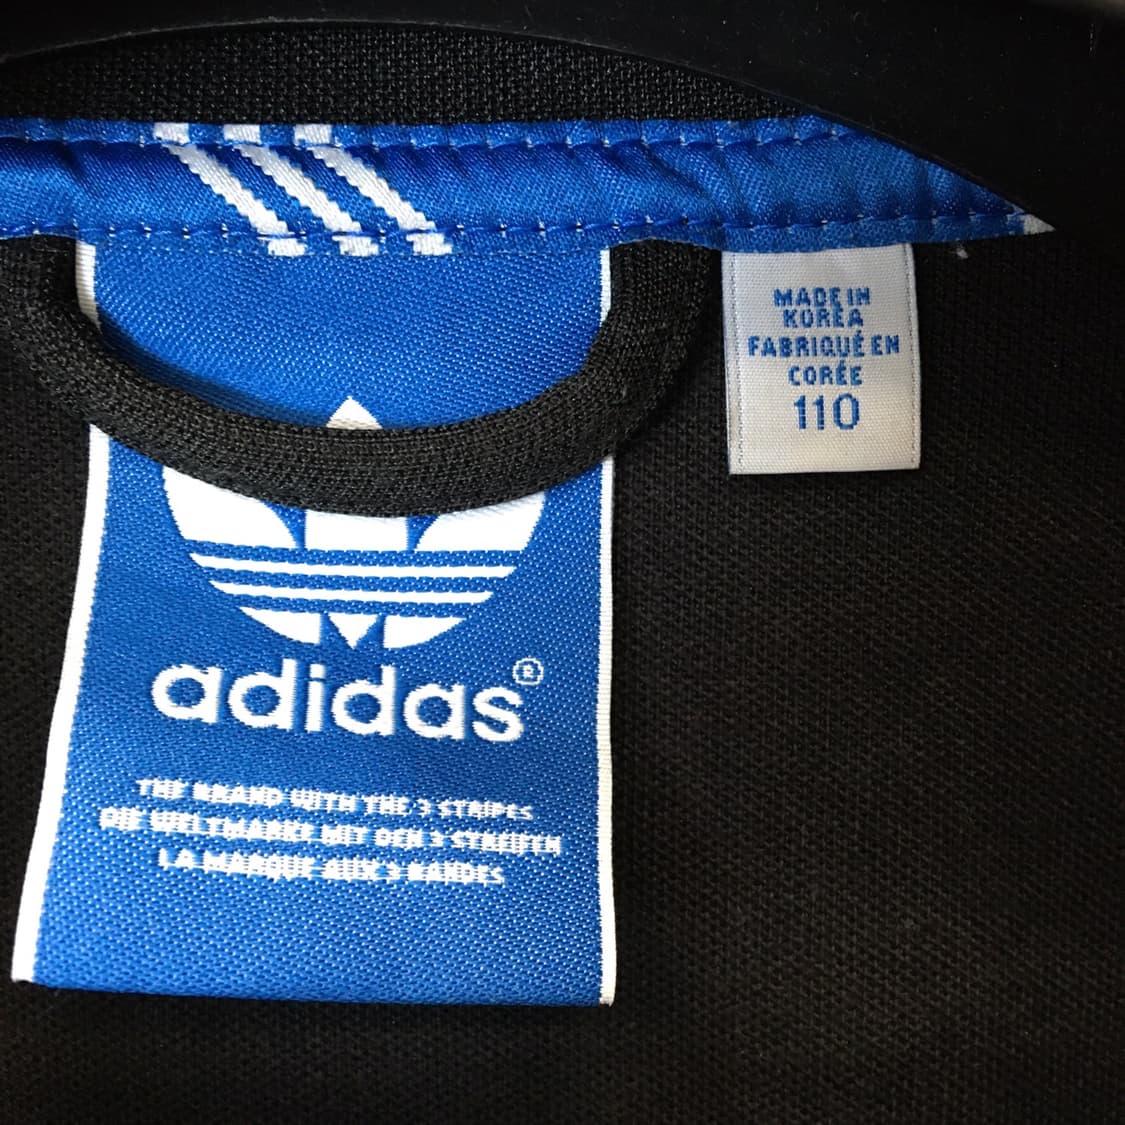 adidas®
THE BRAND WITH THE 3 STRIPES
DIE WELTMARKE MIT DEN 3 STREIFEN
LA MARQUE AUX 3 BANDES
MADE IN
KOREA
FABRIQUÉ EN
CORÉE
110